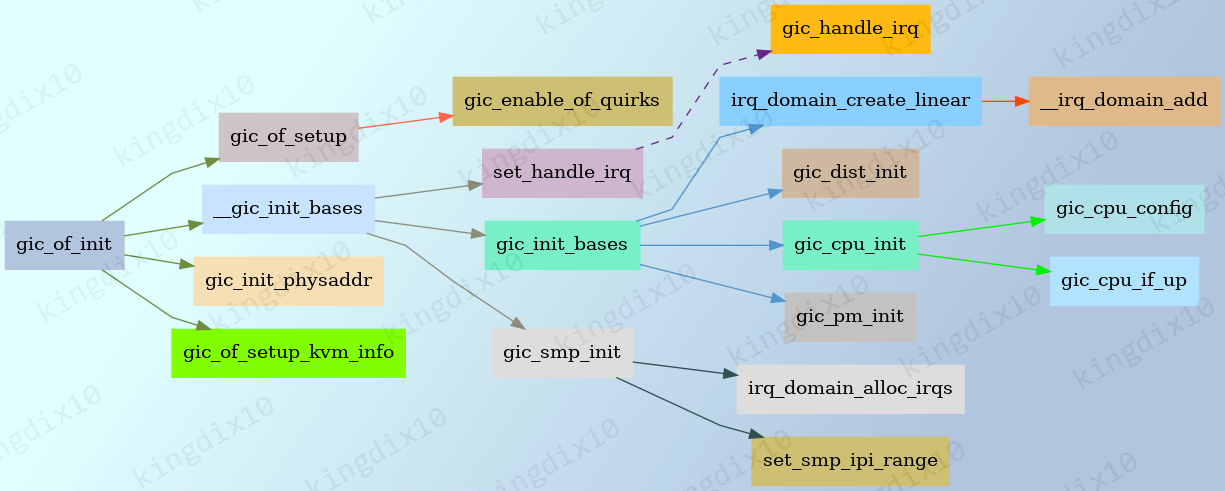 gic_handle_irq
gic_enable_of_quirks
irq_domain_create_linear
__irq_domain_add
gic_of_setup
set_handle_irq
gic_dist_init
__gic_init_bases
gic_cpu_config
gic_of_init
gic_init_bases
gic_cpu_init
gic_init_physaddr
gic_cpu_if_up
gic_pm_init
gic_of_setup_kvm_info
gic_smp_init
irq_domain_alloc_irqs
set_smp_ipi_range
kingdix10